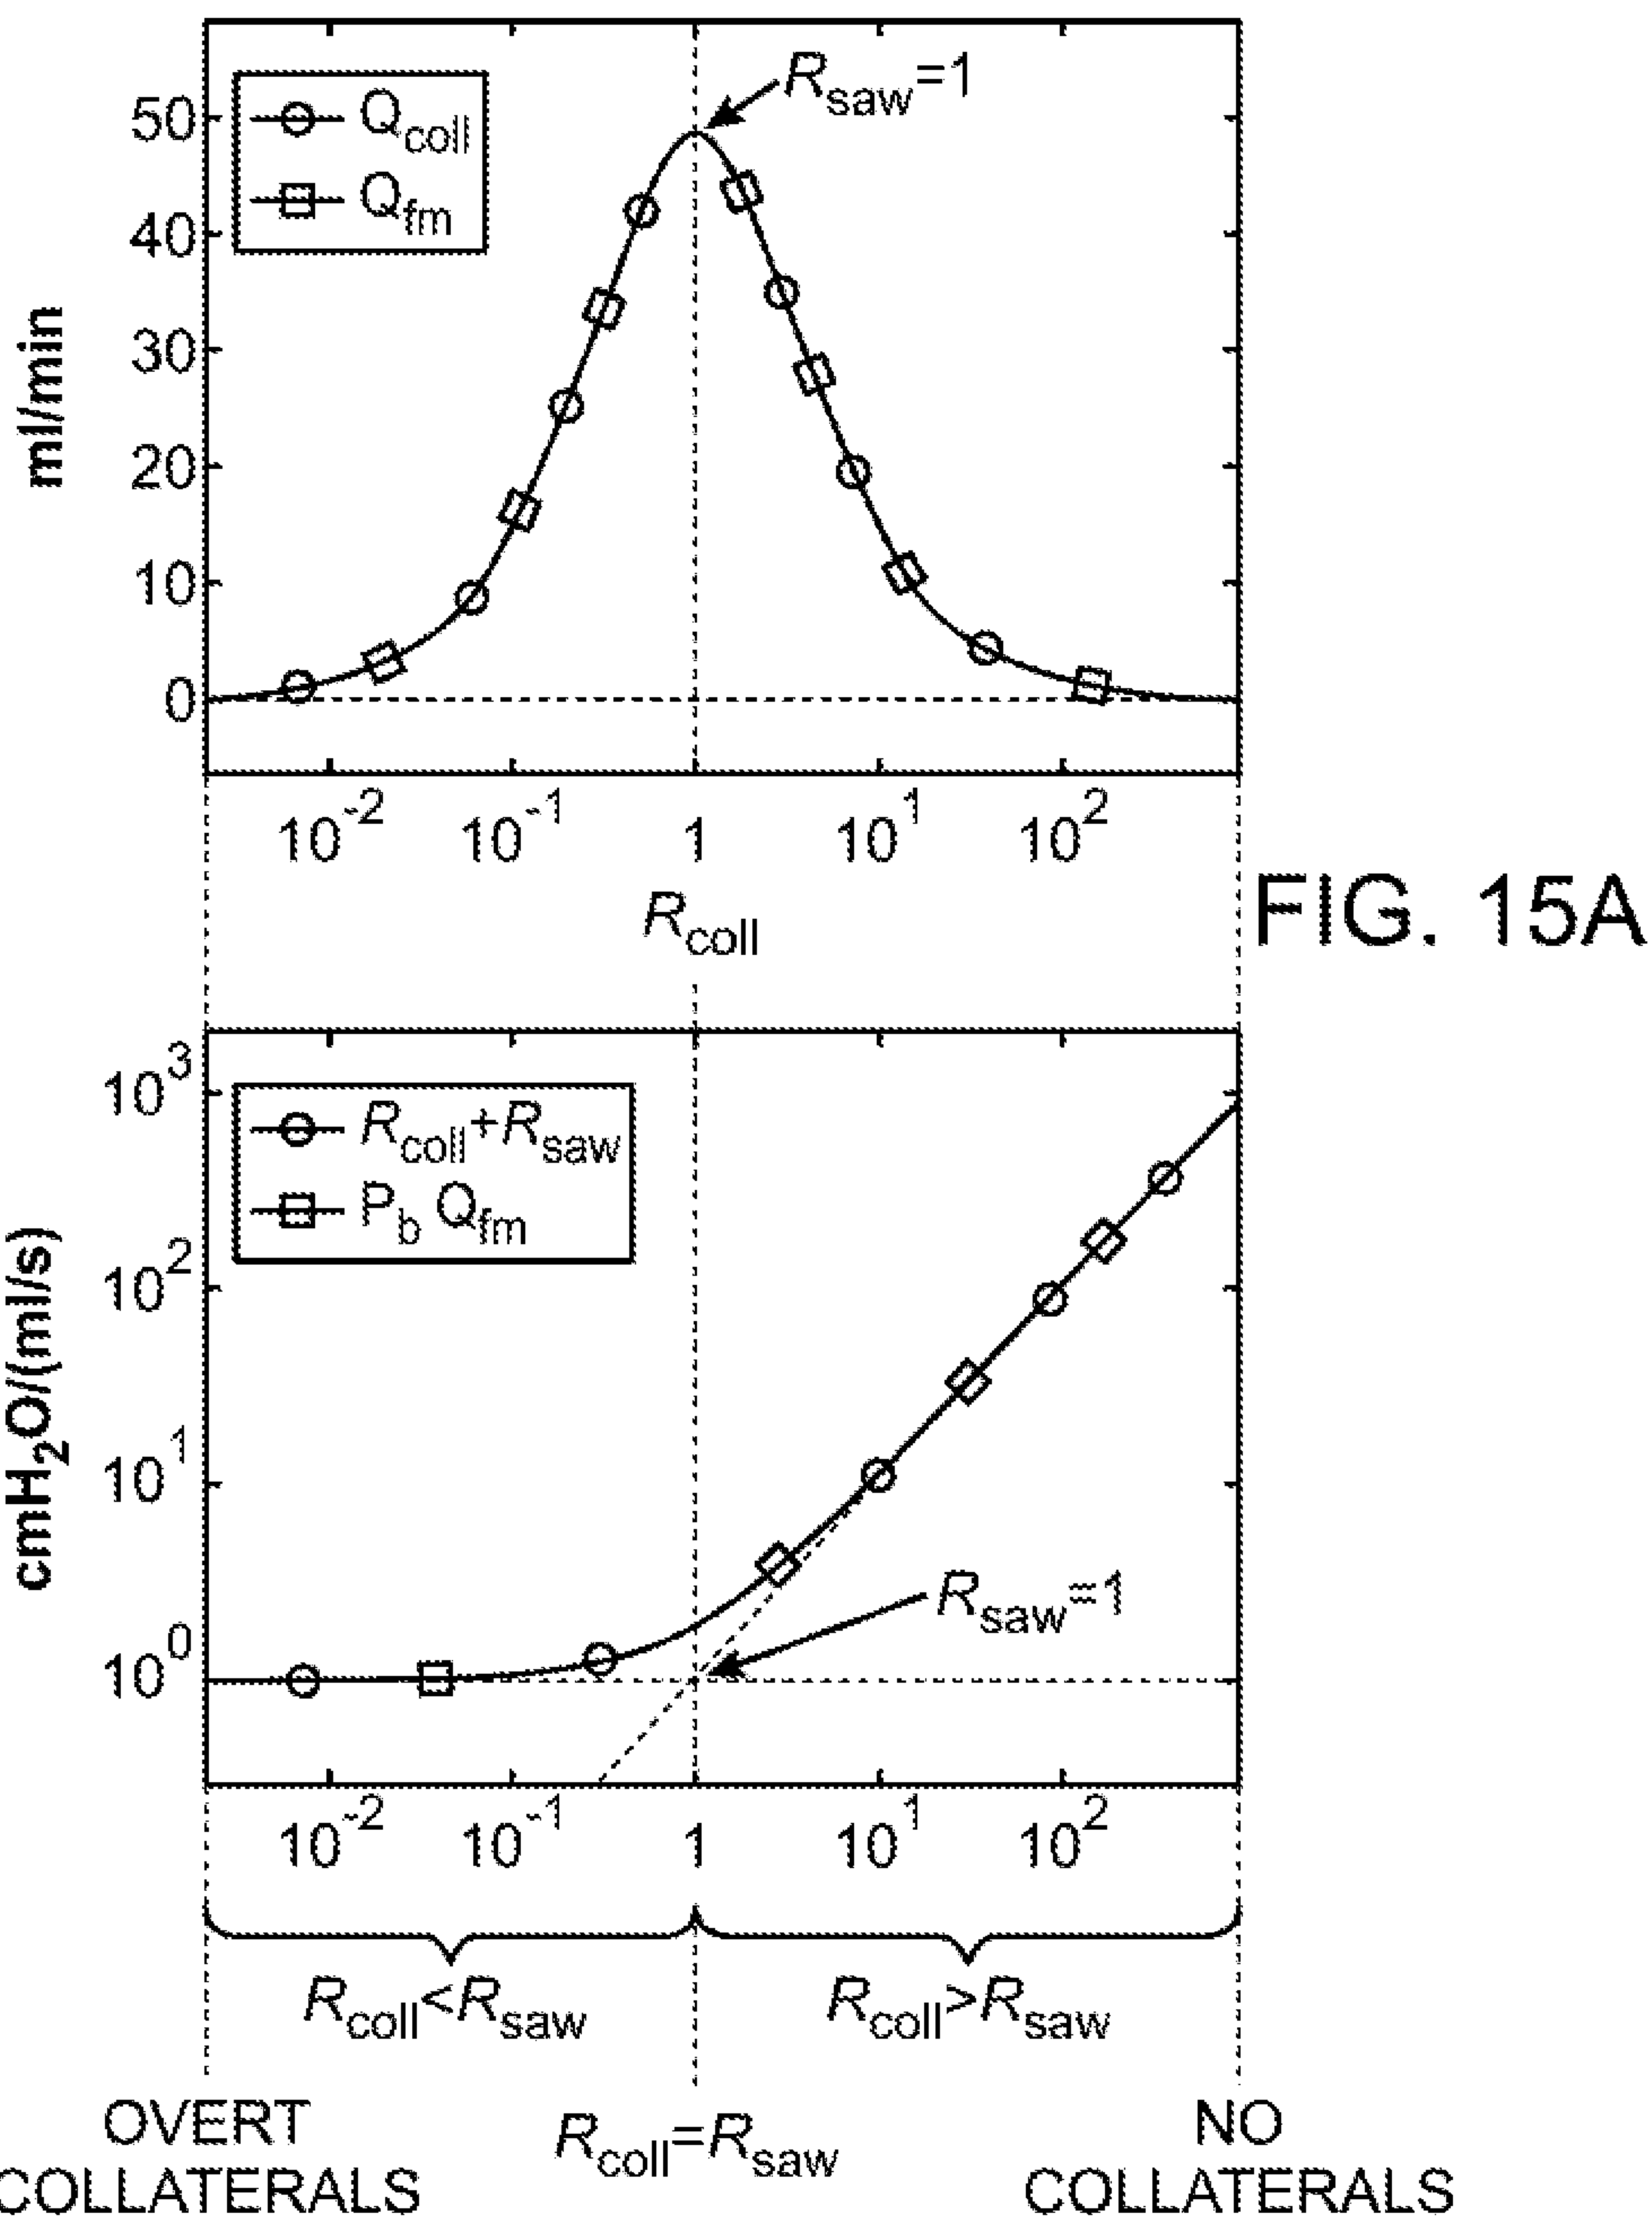 R_saw=1
Q_coll
Q_fm
50
40
30
20
10
0
ml/min
10^-2 10^-1 1 10^1 10^2
R_coll
FIG. 15A
R_coll+R_saw
P_b Q_fm
10^3
10^2
10^1
10^0
cmH₂O/(ml/s)
R_saw=1
10^-2 10^-1 1 10^1 10^2
R_coll<R_saw R_coll>R_saw
OVERT COLLATERALS
R_coll=R_saw
NO COLLATERALS